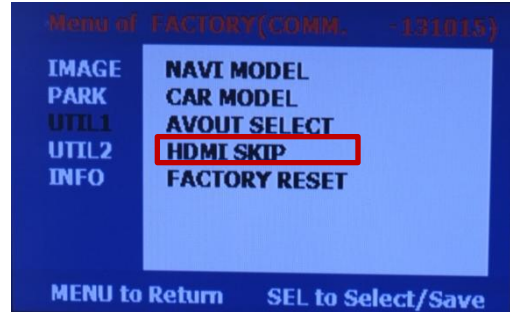 Menu of FACTORY(COMM. -131015)
IMAGE
PARK
UTIL1
UTIL2
INFO
NAVI MODEL
CAR MODEL
AVOUT SELECT
HDMI SKIP
FACTORY RESET
MENU to Return SEL to Select/Save